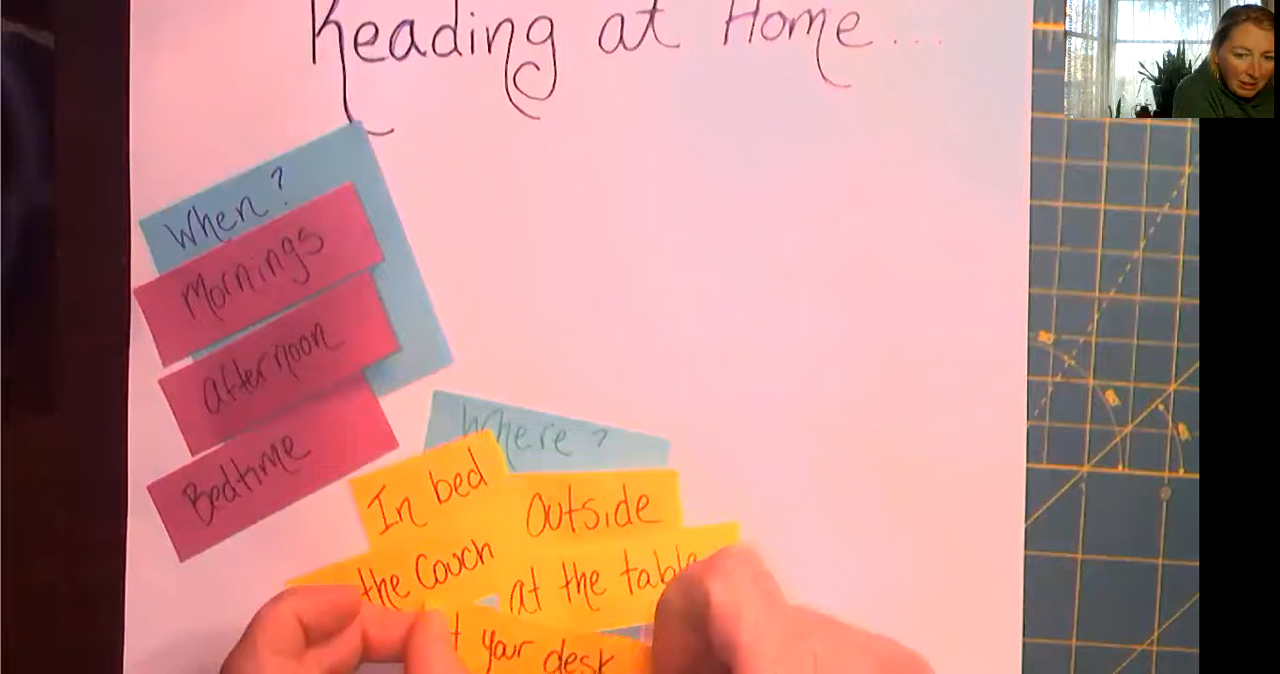 Reading at Home...
When?
Mornings
afternoon
Bedtime
Where?
In bed
Outside
the Couch
at the table
your desk